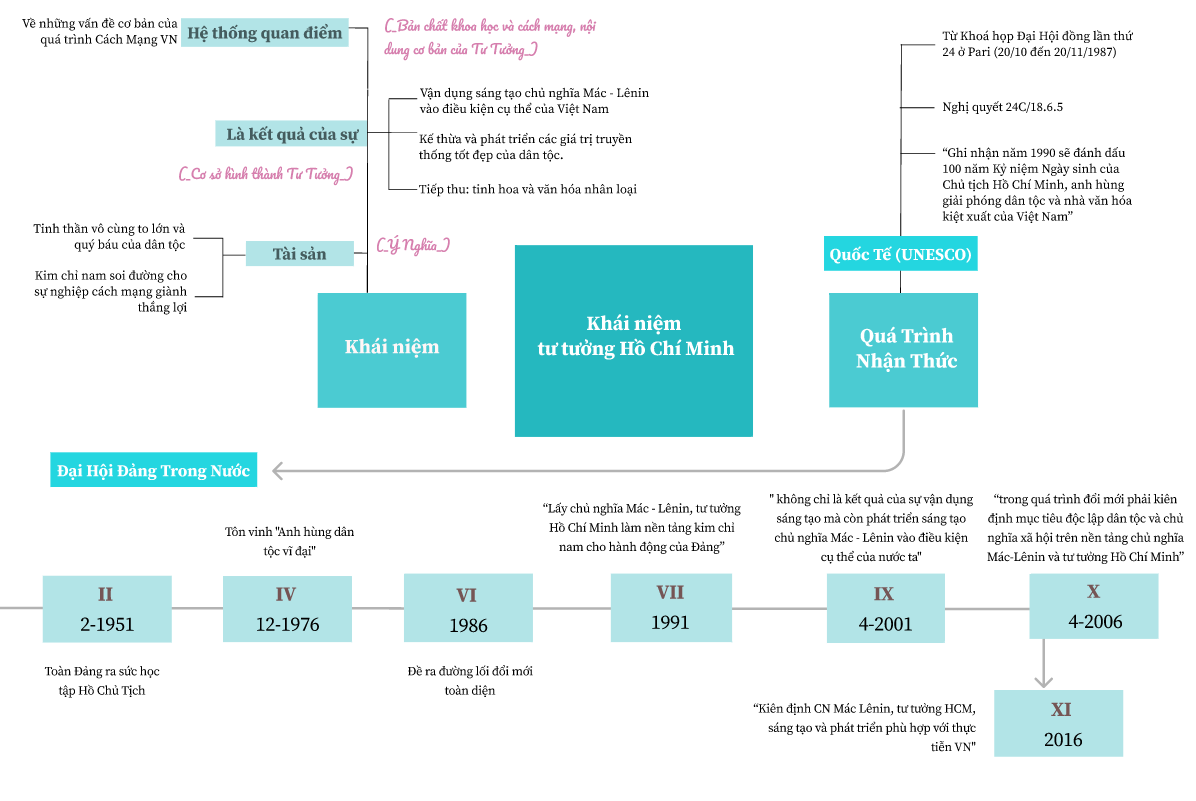 Về những vấn đề cơ bản của
quá trình Cách Mạng VN
Hệ thống quan điểm
(_Bản chất khoa học và cách mạng, nội
dung cơ bản của Tư Tưởng_)
Vận dụng sáng tạo chủ nghĩa Mác - Lênin
vào điều kiện cụ thể của Việt Nam
Là kết quả của sự
Kế thừa và phát triển các giá trị truyền
thống tốt đẹp của dân tộc.
(_Cơ sở hình thành Tư Tưởng_)
Tiếp thu: tinh hoa và văn hóa nhân loại
Tinh thần vô cùng to lớn và
quý báu của dân tộc
Tài sản
(_Ý Nghĩa_)
Kim chỉ nam soi đường cho
sự nghiệp cách mạng giành
thắng lợi
Khái niệm
Khái niệm
tư tưởng Hồ Chí Minh
Từ Khoá họp Đại Hội đồng lần thứ
24 ở Pari (20/10 đến 20/11/1987)
Nghị quyết 24C/18.6.5
“Ghi nhận năm 1990 sẽ đánh dấu
100 năm Kỷ niệm Ngày sinh của
Chủ tịch Hồ Chí Minh, anh hùng
giải phóng dân tộc và nhà văn hóa
kiệt xuất của Việt Nam”
Quốc Tế (UNESCO)
Quá Trình
Nhận Thức
Đại Hội Đảng Trong Nước
II
2-1951
Toàn Đảng ra sức học
tập Hồ Chủ Tịch
Tôn vinh "Anh hùng dân
tộc vĩ đại"
IV
12-1976
VI
1986
Đề ra đường lối đổi mới
toàn diện
“Lấy chủ nghĩa Mác - Lênin, tư tưởng
Hồ Chí Minh làm nền tảng kim chỉ
nam cho hành động của Đảng”
VII
1991
" không chỉ là kết quả của sự vận dụng
sáng tạo mà còn phát triển sáng tạo
chủ nghĩa Mác - Lênin vào điều kiện
cụ thể của nước ta"
IX
4-2001
“trong quá trình đổi mới phải kiên
định mục tiêu độc lập dân tộc và chủ
nghĩa xã hội trên nền tảng chủ nghĩa
Mác-Lênin và tư tưởng Hồ Chí Minh”
X
4-2006
“Kiên định CN Mác Lênin, tư tưởng HCM,
sáng tạo và phát triển phù hợp với thực
tiễn VN"
XI
2016